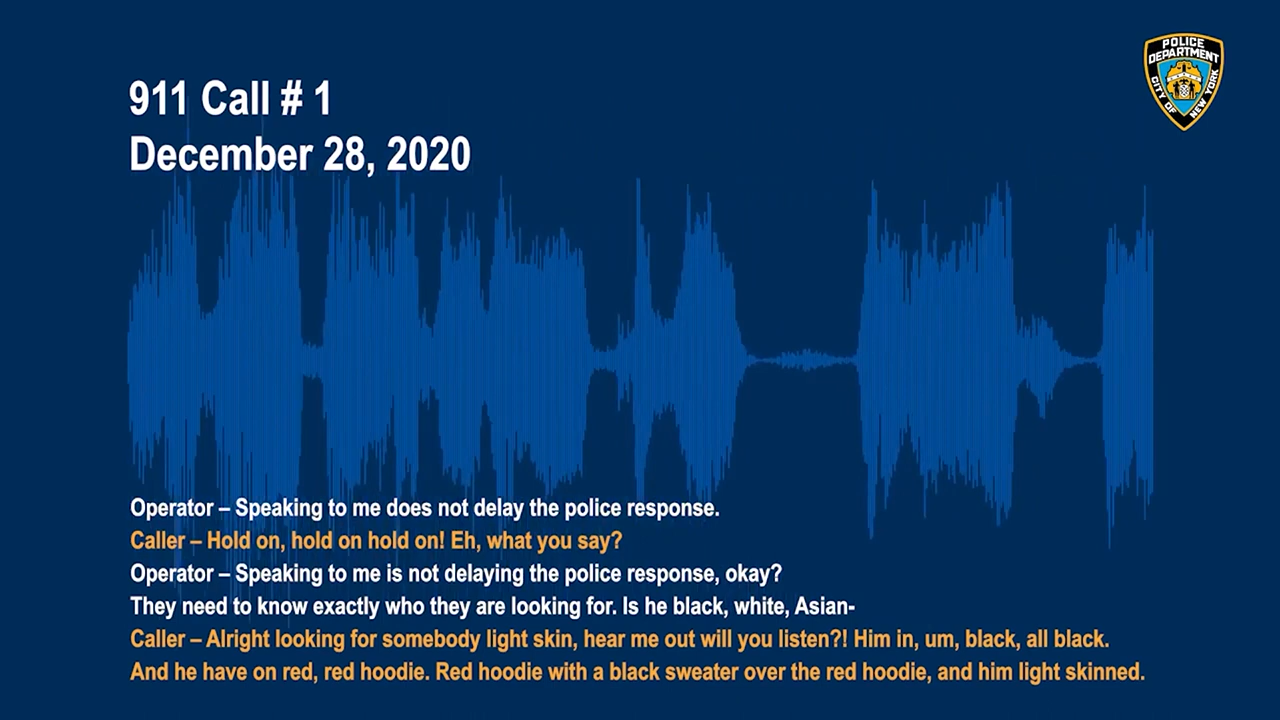 911 Call # 1
December 28, 2020
POLICE
DEPARTMENT
CITY OF
NEW YORK
Operator – Speaking to me does not delay the police response.
Caller – Hold on, hold on hold on! Eh, what you say?
Operator – Speaking to me is not delaying the police response, okay?
They need to know exactly who they are looking for. Is he black, white, Asian-
Caller – Alright looking for somebody light skin, hear me out will you listen?! Him in, um, black, all black.
And he have on red, red hoodie. Red hoodie with a black sweater over the red hoodie, and him light skinned.